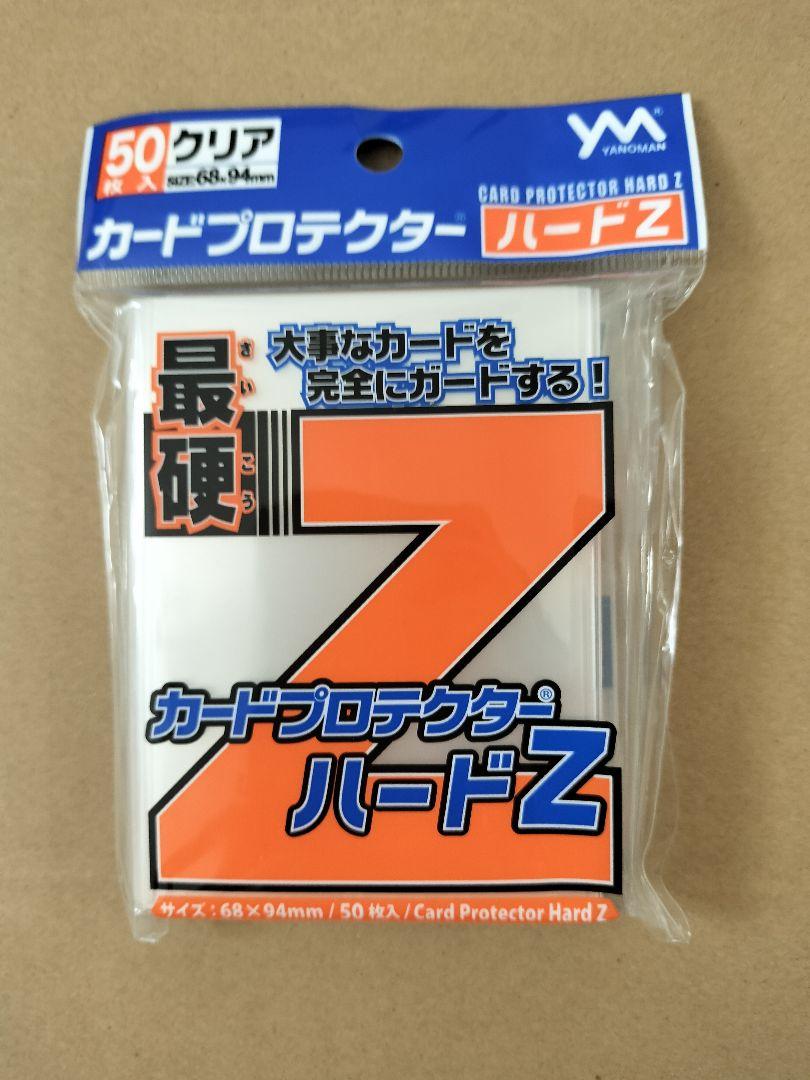 50
枚入
クリア
SIZE:68×94mm
YM®
YANOMAN
CARD PROTECTOR HARD Z
カードプロテクター®
ハードZ
最硬
さいこう
大事なカードを
完全にガードする!
Z
カードプロテクター®
ハードZ
サイズ:68×94mm / 50枚入 / Card Protector Hard Z